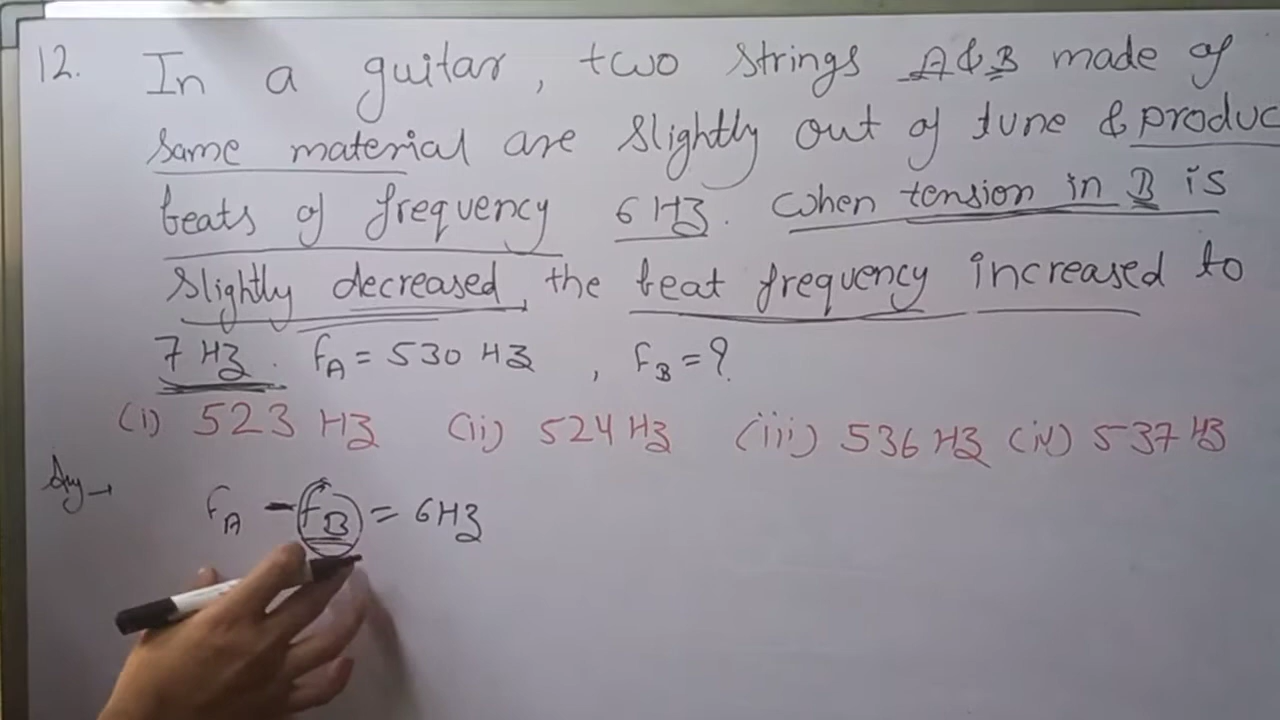 12. In a guitar, two strings A & B made of
same material are slightly out of tune & produc
beats of frequency 6 Hz. When tension in B is
slightly decreased, the beat frequency increased to
7 Hz. fA = 530 Hz, fB = ?
(i) 523 Hz (ii) 524 Hz (iii) 536 Hz (iv) 537 Hz
Ans→
fA - fB = 6Hz